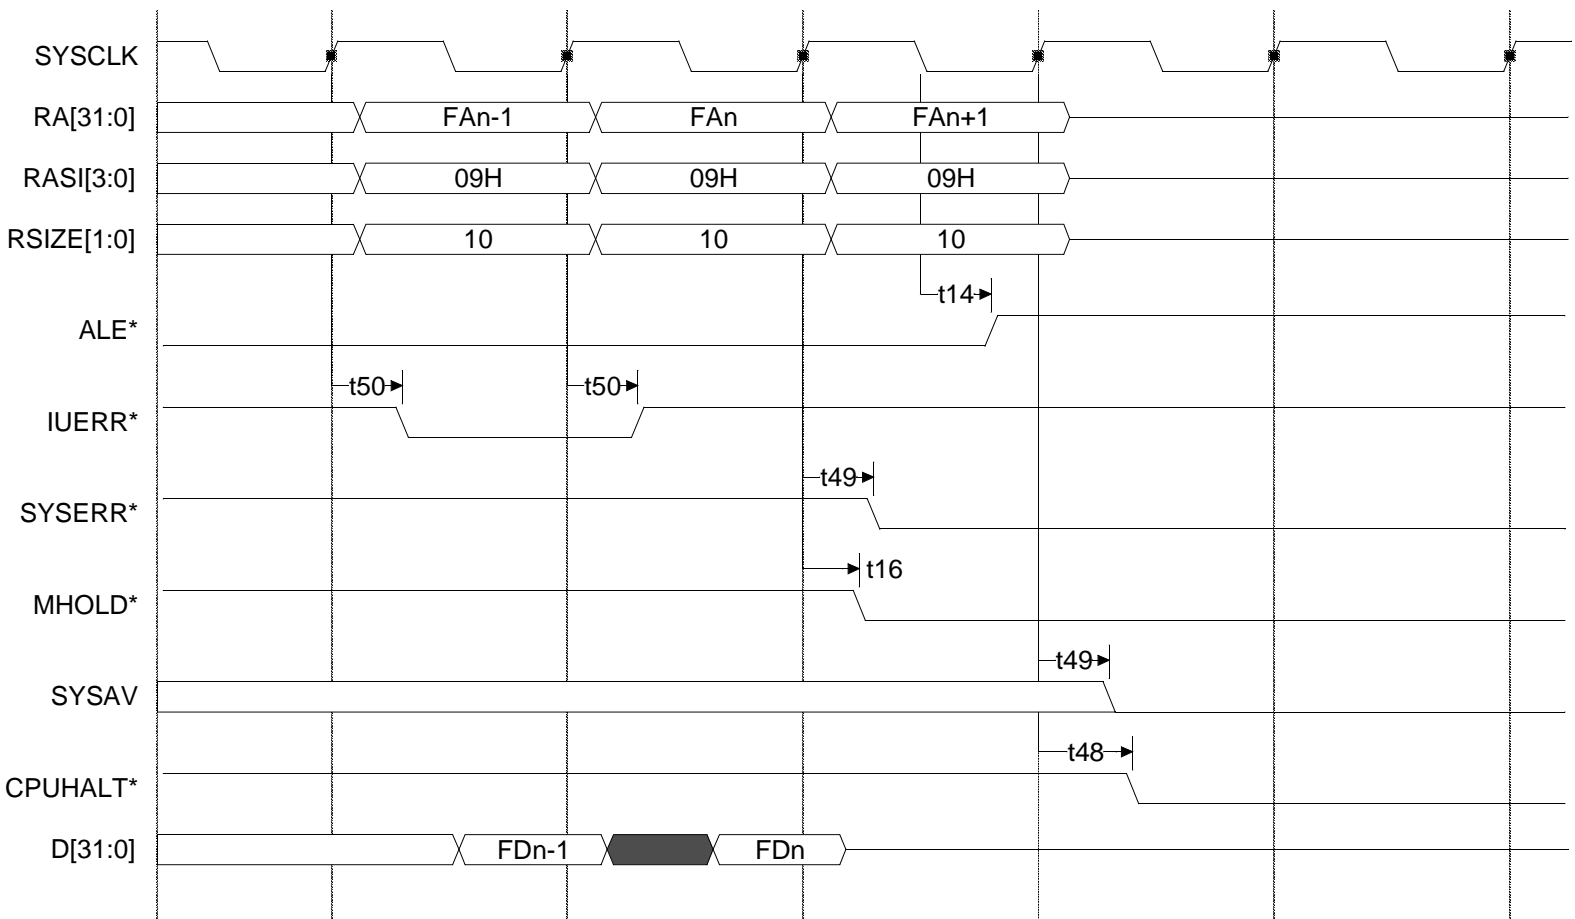 SYSCLK
RA[31:0] FAn-1 FAn FAn+1
RASI[3:0] 09H 09H 09H
RSIZE[1:0] 10 10 10
t14
ALE*
t50 t50
IUERR*
t49
SYSERR*
t16
MHOLD*
t49
SYSAV
t48
CPUHALT*
D[31:0] FDn-1 FDn